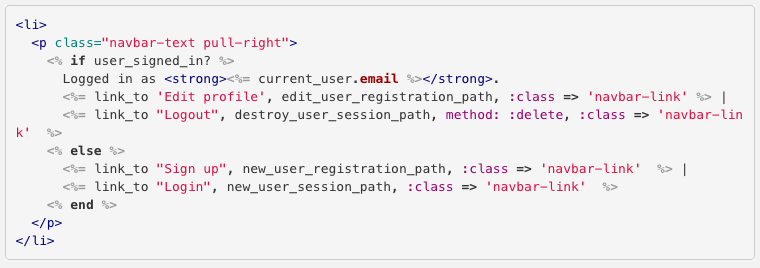 <li>
  <p class="navbar-text pull-right">
    <% if user_signed_in? %>
      Logged in as <strong><%= current_user.email %></strong>.
      <%= link_to 'Edit profile', edit_user_registration_path, :class => 'navbar-link' %> |
      <%= link_to "Logout", destroy_user_session_path, method: :delete, :class => 'navbar-lin
k'  %>
    <% else %>
      <%= link_to "Sign up", new_user_registration_path, :class => 'navbar-link'  %> |
      <%= link_to "Login", new_user_session_path, :class => 'navbar-link'  %>
    <% end %>
  </p>
</li>